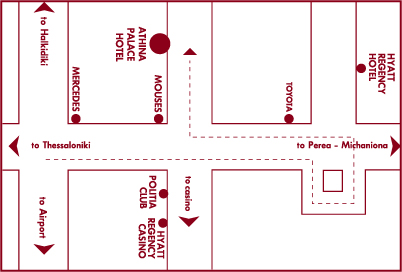 to Halkidiki
ATHINA
PALACE
HOTEL
HYATT
REGENCY
HOTEL
MERCEDES
MOUSES
TOYOTA
to Thessaloniki
to Perea - Michaniona
to Airport
POLITIA
CLUB
to casino
HYATT
REGENCY
CASINO